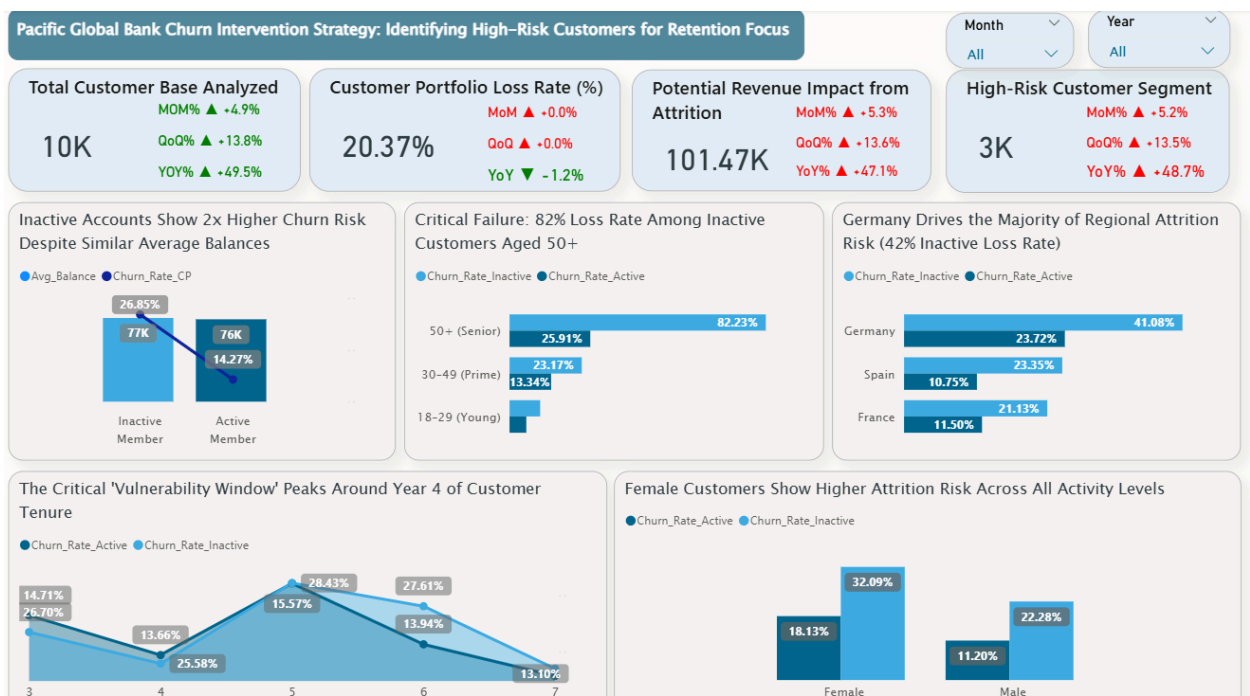 Pacific Global Bank Churn Intervention Strategy: Identifying High-Risk Customers for Retention Focus
Month
All
Year
All
Total Customer Base Analyzed
10K
MOM% ▲ +4.9%
QoQ% ▲ +13.8%
YOY% ▲ +49.5%
Customer Portfolio Loss Rate (%)
20.37%
MoM ▲ +0.0%
QoQ ▲ +0.0%
YoY ▼ -1.2%
Potential Revenue Impact from
Attrition
101.47K
MoM% ▲ +5.3%
QoQ% ▲ +13.6%
YoY% ▲ +47.1%
High-Risk Customer Segment
3K
MoM% ▲ +5.2%
QoQ% ▲ +13.5%
YoY% ▲ +48.7%
Inactive Accounts Show 2x Higher Churn Risk
Despite Similar Average Balances
Avg_Balance Churn_Rate_CP
26.85%
77K
76K
14.27%
Inactive
Member
Active
Member
Critical Failure: 82% Loss Rate Among Inactive
Customers Aged 50+
Churn_Rate_Inactive Churn_Rate_Active
50+ (Senior)
82.23%
25.91%
30-49 (Prime)
23.17%
13.34%
18-29 (Young)
Germany Drives the Majority of Regional Attrition
Risk (42% Inactive Loss Rate)
Churn_Rate_Inactive Churn_Rate_Active
Germany
41.08%
23.72%
Spain
23.35%
10.75%
France
21.13%
11.50%
The Critical 'Vulnerability Window' Peaks Around Year 4 of Customer
Tenure
Churn_Rate_Active Churn_Rate_Inactive
14.71%
26.70%
13.66%
25.58%
28.43%
15.57%
27.61%
13.94%
13.10%
3 4 5 6 7
Female Customers Show Higher Attrition Risk Across All Activity Levels
Churn_Rate_Active Churn_Rate_Inactive
18.13%
32.09%
11.20%
22.28%
Female Male